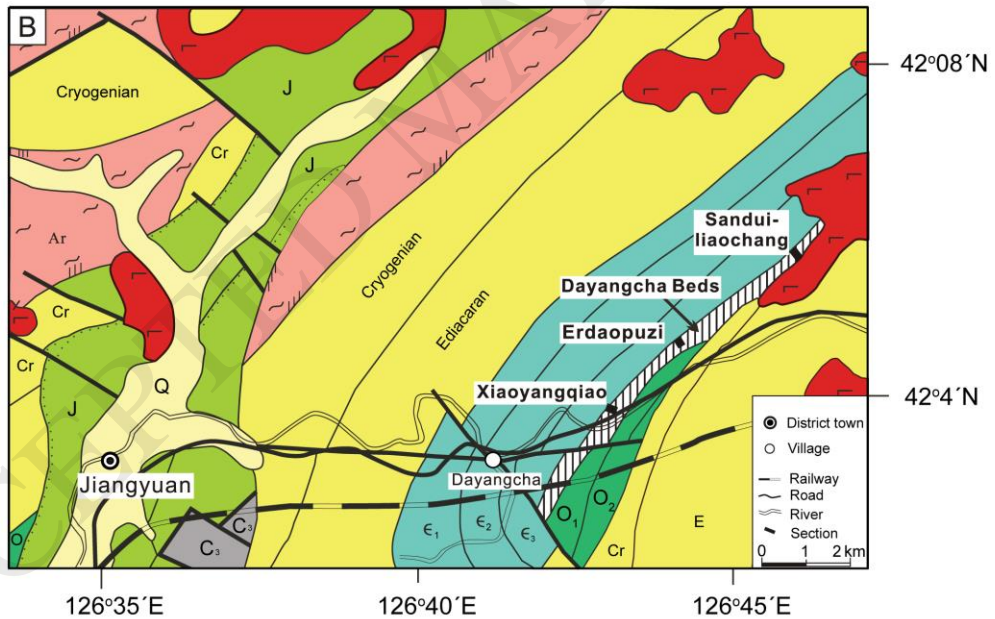 B
42°08´N
J
Cryogenian
J
Cr
Ar
Sandui-
liaochang
Cryogenian
Dayangcha Beds
Ediacaran
Erdaopuzi
Cr
Cr
Q
Xiaoyangqiao
42°4´N
J
District town
Village
Jiangyuan
Dayangcha
Railway
Road
River
Section
O
C₃
C₃
Є₁
Є₂
Є₃
O₁
O₂
E
Cr
0 1 2 km
126°35´E
126°40´E
126°45´E